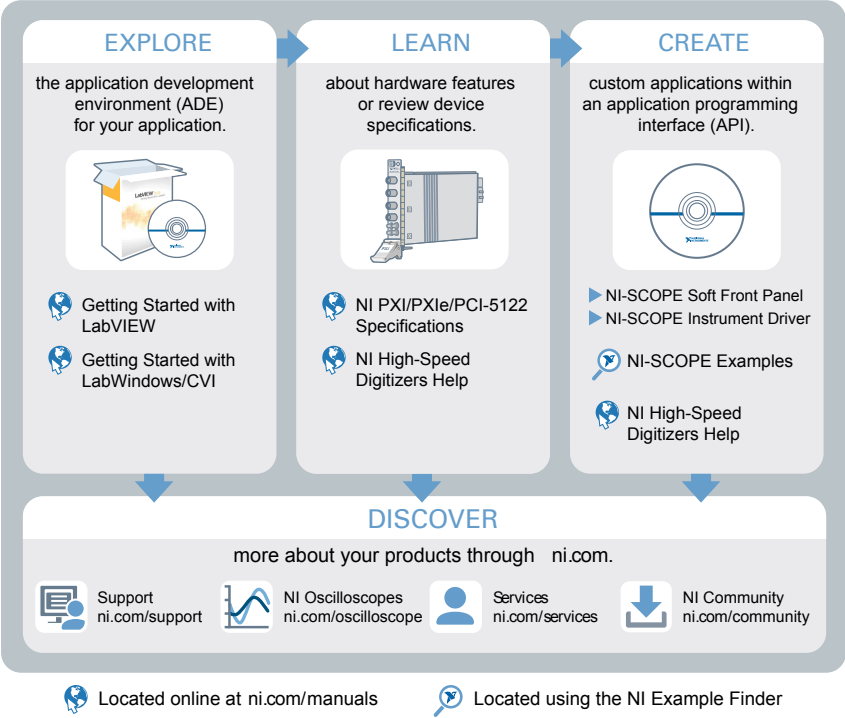 EXPLORE
the application development
environment (ADE)
for your application.
LabVIEW
Getting Started with
LabVIEW
Getting Started with
LabWindows/CVI
LEARN
about hardware features
or review device
specifications.
NI PXI/PXIe/PCI-5122
Specifications
NI High-Speed
Digitizers Help
CREATE
custom applications within
an application programming
interface (API).
NATIONAL
INSTRUMENTS
NI-SCOPE Soft Front Panel
NI-SCOPE Instrument Driver
NI-SCOPE Examples
NI High-Speed
Digitizers Help
DISCOVER
more about your products through ni.com.
Support
ni.com/support
NI Oscilloscopes
ni.com/oscilloscope
Services
ni.com/services
NI Community
ni.com/community
Located online at ni.com/manuals
Located using the NI Example Finder